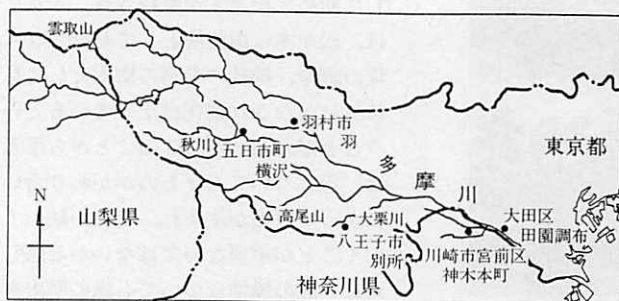 雲取山
羽村市
羽
秋川
五日市町
横沢
多摩川
東京都
N
山梨県
高尾山
大栗川
八王子市
別所
大田区
田園調布
川崎市宮前区
神木本町
神奈川県